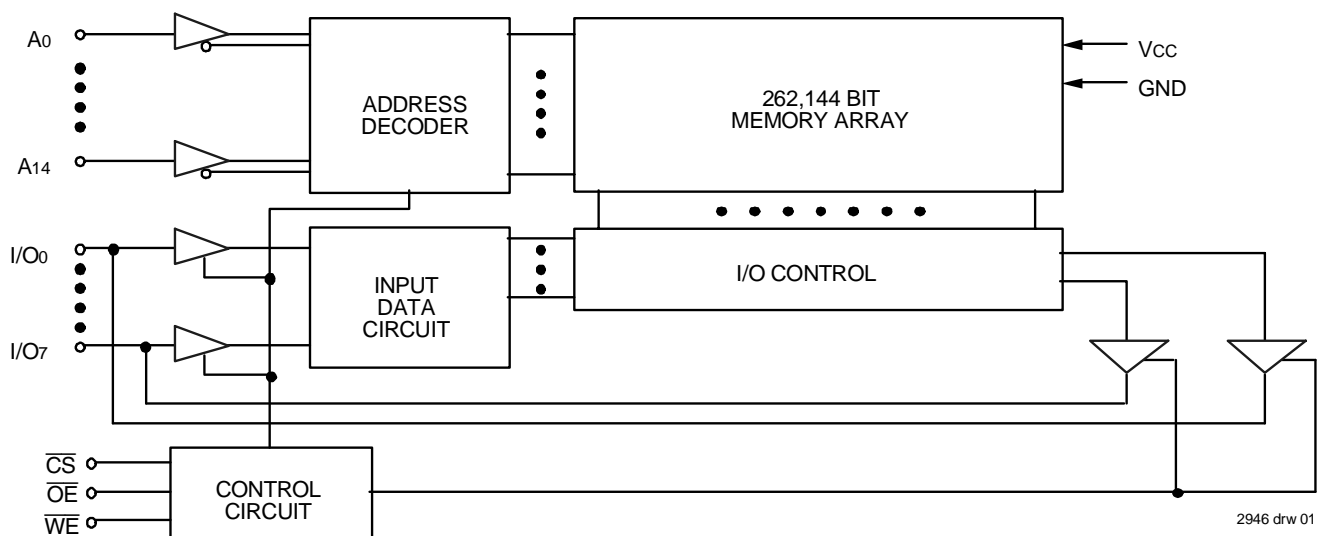 A0
VCC
GND
ADDRESS
DECODER
262,144 BIT
MEMORY ARRAY
A14
I/O0
INPUT
DATA
CIRCUIT
I/O CONTROL
I/O7
CS
OE
WE
CONTROL
CIRCUIT
2946 drw 01